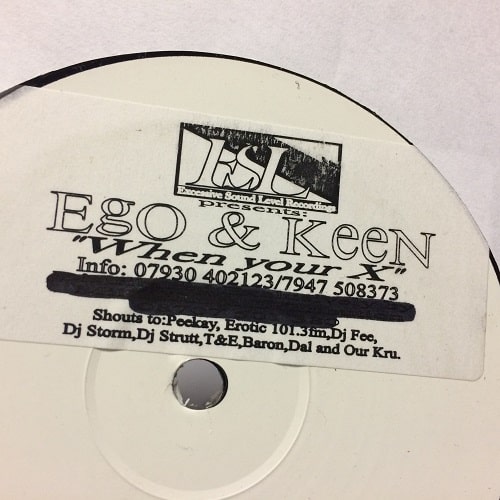 ESL
Excessive Sound Level Recordings
presents:
EgO & KeeN
"When your X"
Info: 07930 402123/7947 508373
Shouts to:Peekay, Erotic 101.3fm,Dj Fee,
Dj Storm,Dj Strutt,T&E,Baron,Dal and Our Kru.